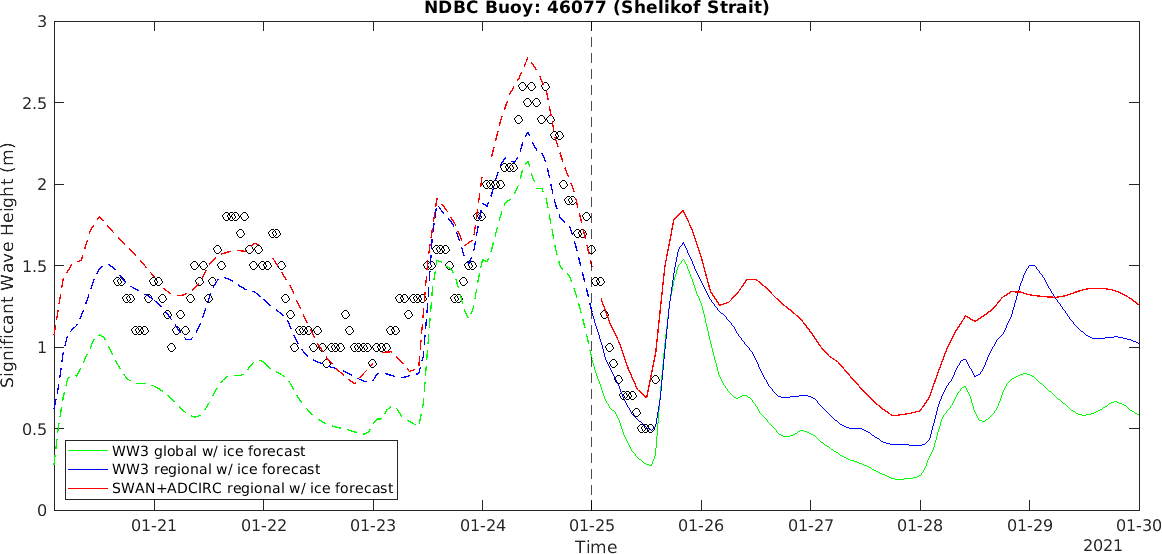 NDBC Buoy: 46077 (Shelikof Strait)
Significant Wave Height (m)
3
2.5
2
1.5
1
0.5
0
WW3 global w/ ice forecast
WW3 regional w/ ice forecast
SWAN+ADCIRC regional w/ ice forecast
01-21 01-22 01-23 01-24 01-25 01-26 01-27 01-28 01-29 01-30
Time
2021